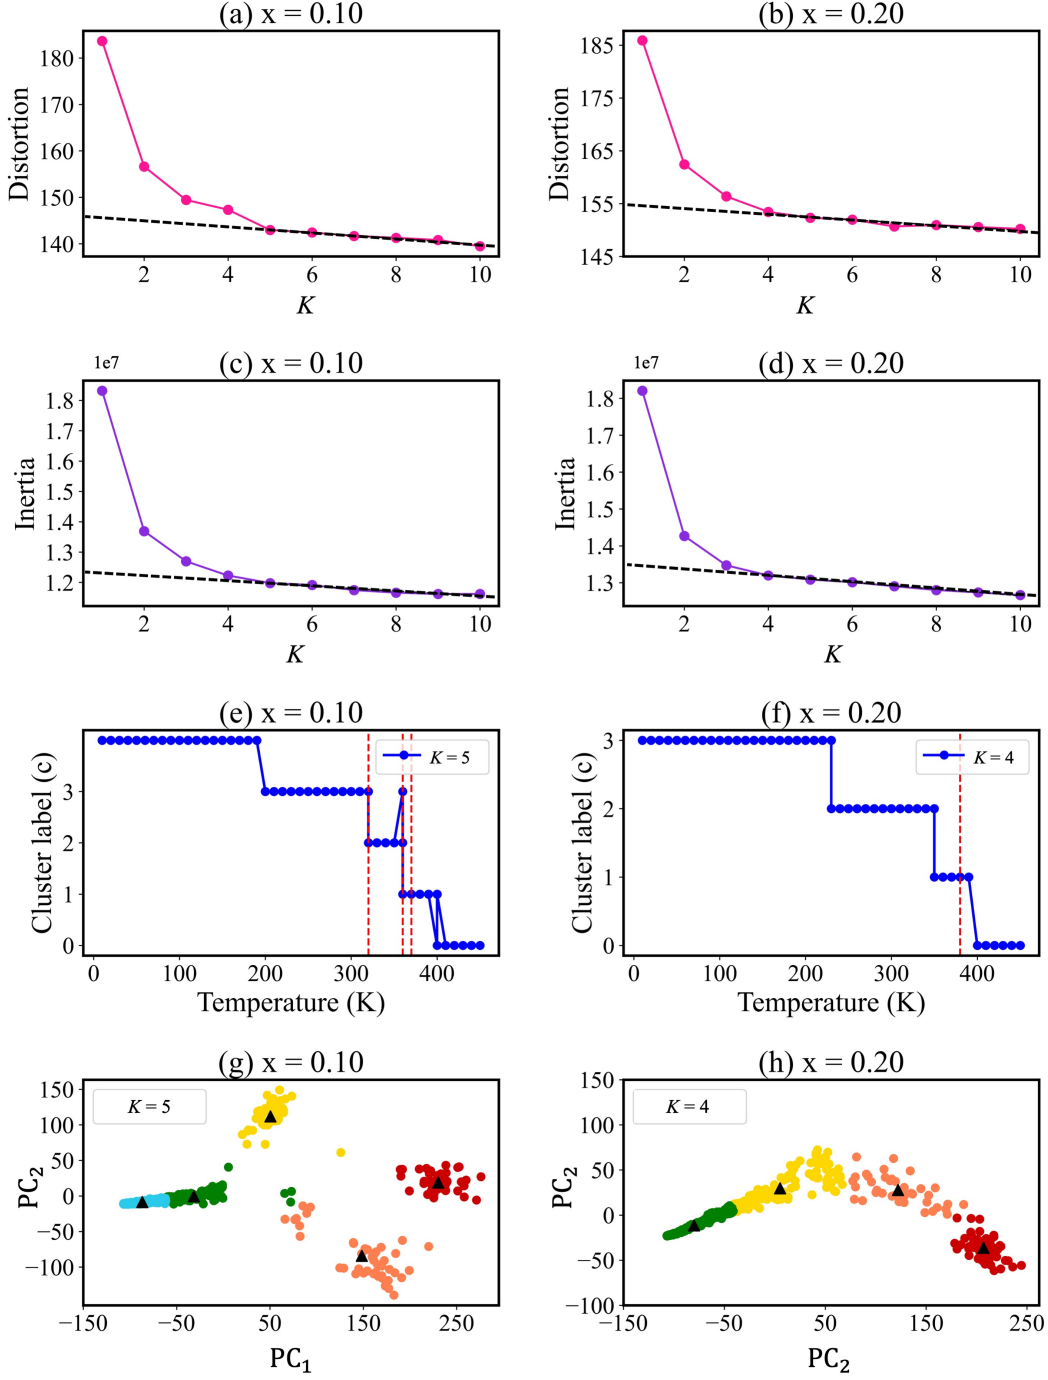 (a) x = 0.10
(b) x = 0.20
Distortion
180
170
160
150
140
2 4 6 8 10
K
Distortion
185
175
165
155
145
2 4 6 8 10
K
(c) x = 0.10
(d) x = 0.20
1e7
Inertia
1.8
1.7
1.6
1.5
1.4
1.3
1.2
2 4 6 8 10
K
1e7
Inertia
1.8
1.7
1.6
1.5
1.4
1.3
2 4 6 8 10
K
(e) x = 0.10
(f) x = 0.20
Cluster label (c)
3
2
1
0
K = 5
0 100 200 300 400
Temperature (K)
Cluster label (c)
3
2
1
0
K = 4
0 100 200 300 400
Temperature (K)
(g) x = 0.10
(h) x = 0.20
PC₂
150
100
50
0
−50
−100
K = 5
−150 −50 50 150 250
PC₁
PC₂
150
100
50
0
−50
−100
K = 4
−150 −50 50 150 250
PC₂